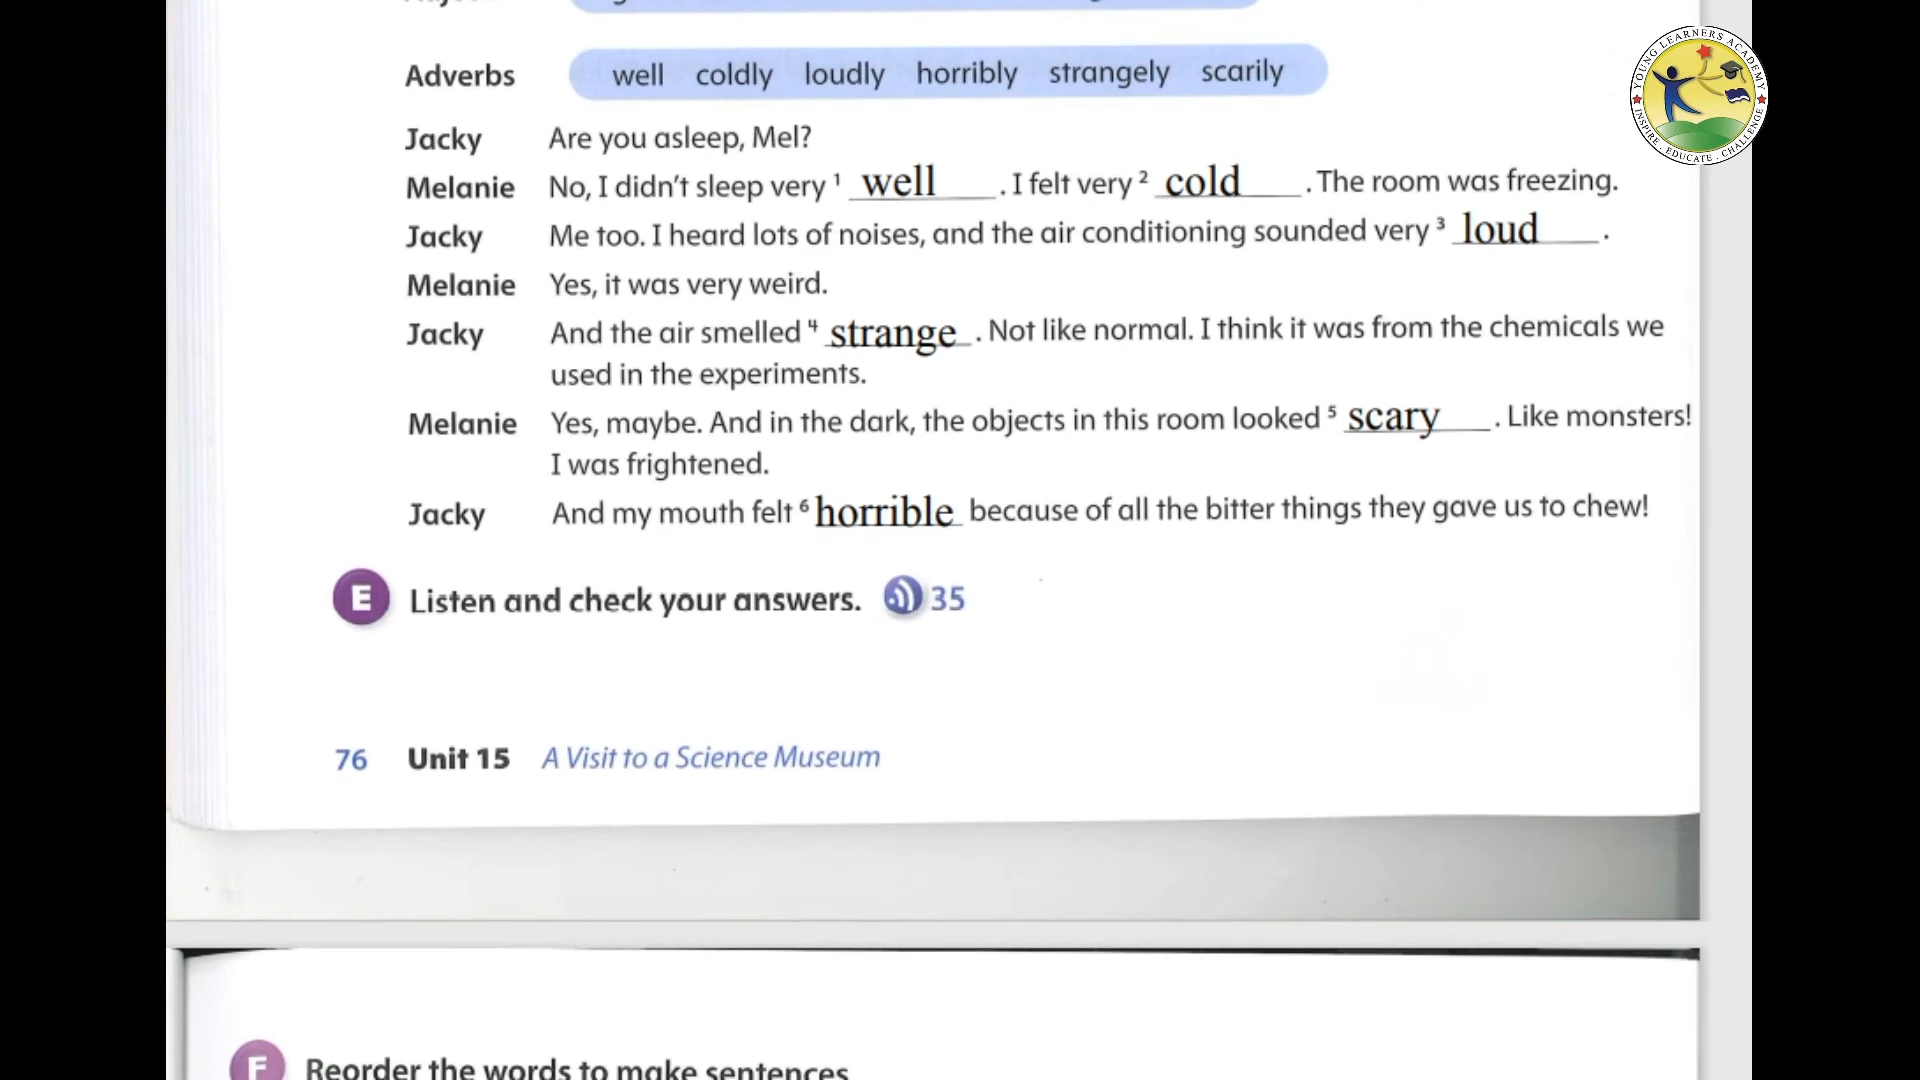 Adverbs well coldly loudly horribly strangely scarily
Jacky Are you asleep, Mel?
Melanie No, I didn't sleep very ¹ well . I felt very ² cold . The room was freezing.
Jacky Me too. I heard lots of noises, and the air conditioning sounded very ³ loud .
Melanie Yes, it was very weird.
Jacky And the air smelled ⁴ strange . Not like normal. I think it was from the chemicals we
used in the experiments.
Melanie Yes, maybe. And in the dark, the objects in this room looked ⁵ scary . Like monsters!
I was frightened.
Jacky And my mouth felt ⁶ horrible because of all the bitter things they gave us to chew!
E Listen and check your answers. 35
76 Unit 15 A Visit to a Science Museum
F Reorder the words to make sentences
YOUNG LEARNERS ACADEMY
INSPIRE . EDUCATE . CHALLENGE